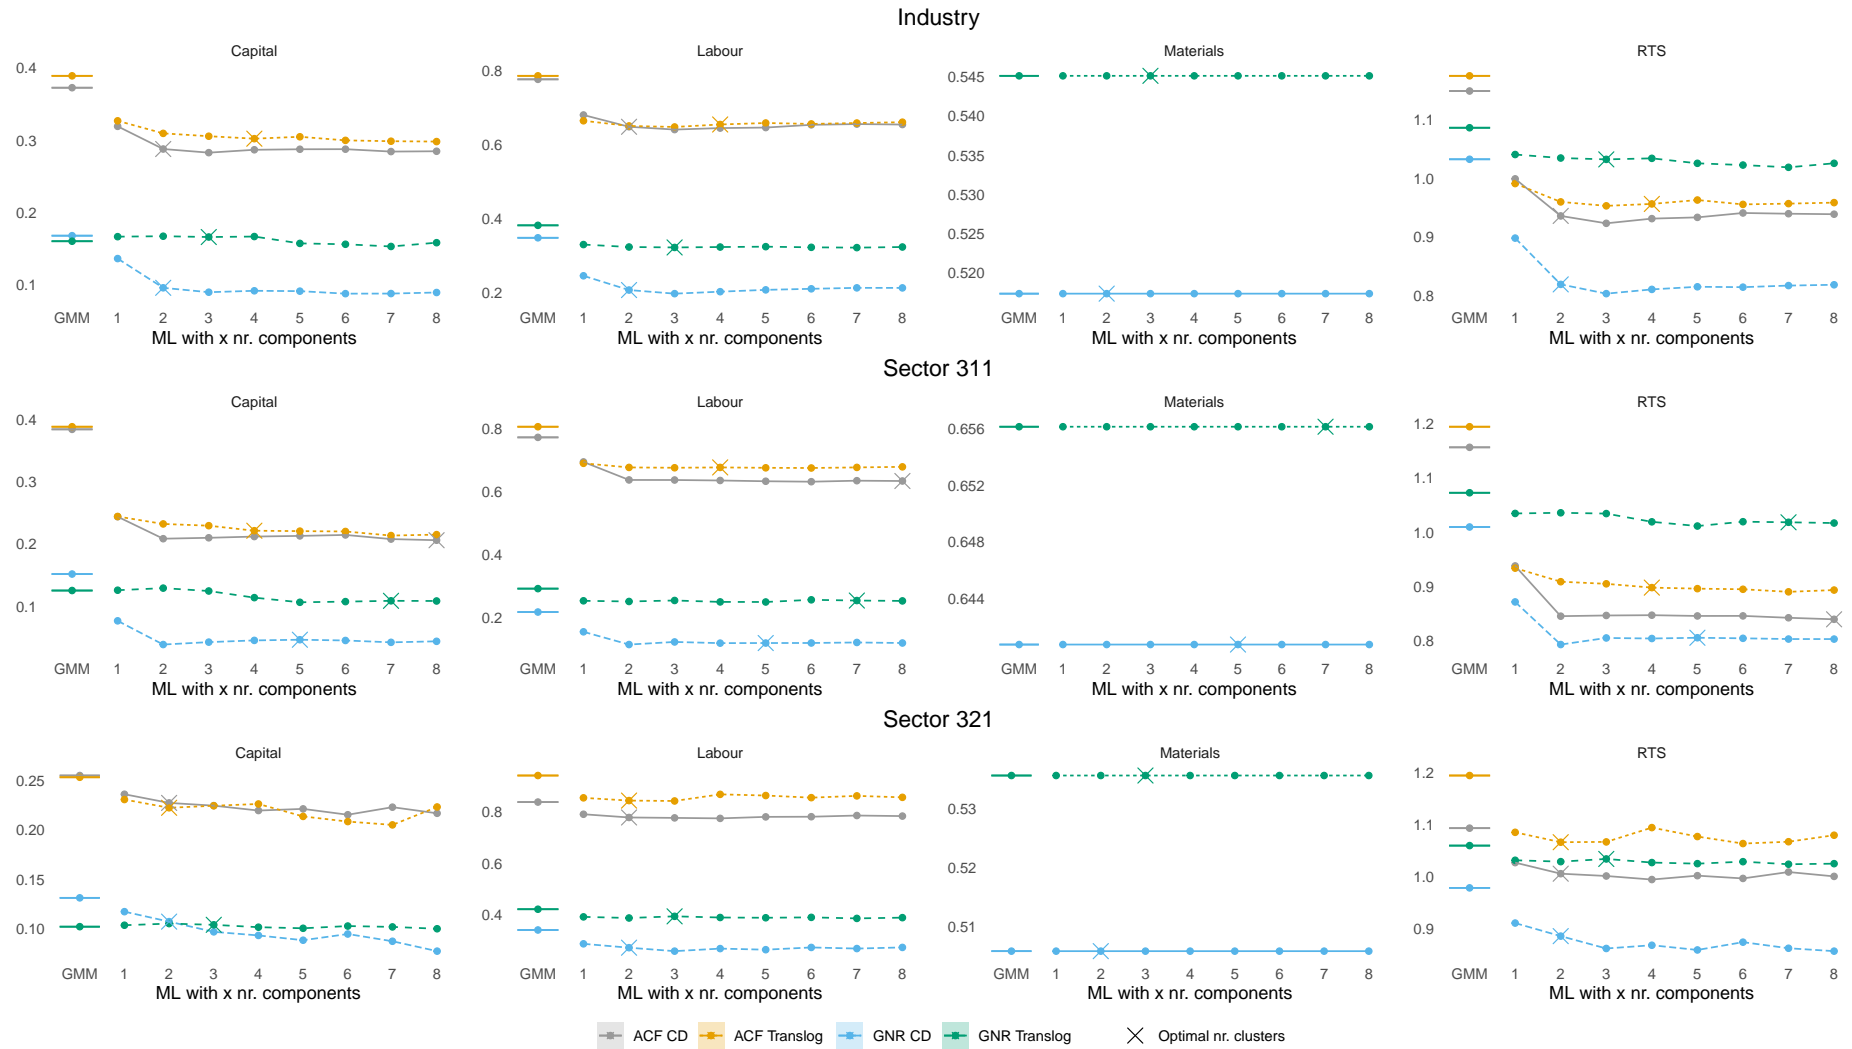 Industry
Capital
Labour
Materials
RTS
0.4
0.3
0.2
0.1
0.8
0.6
0.4
0.2
0.545
0.540
0.535
0.530
0.525
0.520
1.1
1.0
0.9
0.8
GMM 1 2 3 4 5 6 7 8
GMM 1 2 3 4 5 6 7 8
GMM 1 2 3 4 5 6 7 8
GMM 1 2 3 4 5 6 7 8
ML with x nr. components
ML with x nr. components
ML with x nr. components
ML with x nr. components
Sector 311
Capital
Labour
Materials
RTS
0.4
0.3
0.2
0.1
0.8
0.6
0.4
0.2
0.656
0.652
0.648
0.644
1.2
1.1
1.0
0.9
0.8
GMM 1 2 3 4 5 6 7 8
GMM 1 2 3 4 5 6 7 8
GMM 1 2 3 4 5 6 7 8
GMM 1 2 3 4 5 6 7 8
ML with x nr. components
ML with x nr. components
ML with x nr. components
ML with x nr. components
Sector 321
Capital
Labour
Materials
RTS
0.25
0.20
0.15
0.10
0.8
0.6
0.4
0.53
0.52
0.51
1.2
1.1
1.0
0.9
GMM 1 2 3 4 5 6 7 8
GMM 1 2 3 4 5 6 7 8
GMM 1 2 3 4 5 6 7 8
GMM 1 2 3 4 5 6 7 8
ML with x nr. components
ML with x nr. components
ML with x nr. components
ML with x nr. components
ACF CD ACF Translog GNR CD GNR Translog Optimal nr. clusters